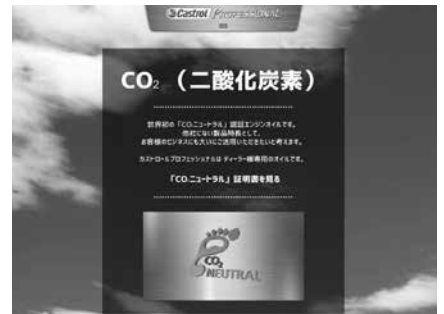 Castrol PROFESSIONAL
CO₂（二酸化炭素）
世界初の「CO₂ニュートラル」認証エンジンオイルです。
他社にない製品特長として、
お客様のビジネスにも大いにご活用いただきたいと考えます。
カストロールプロフェッショナルは ディーラー様専用のオイルです。
「CO₂ニュートラル」証明書を見る
CO₂
NEUTRAL